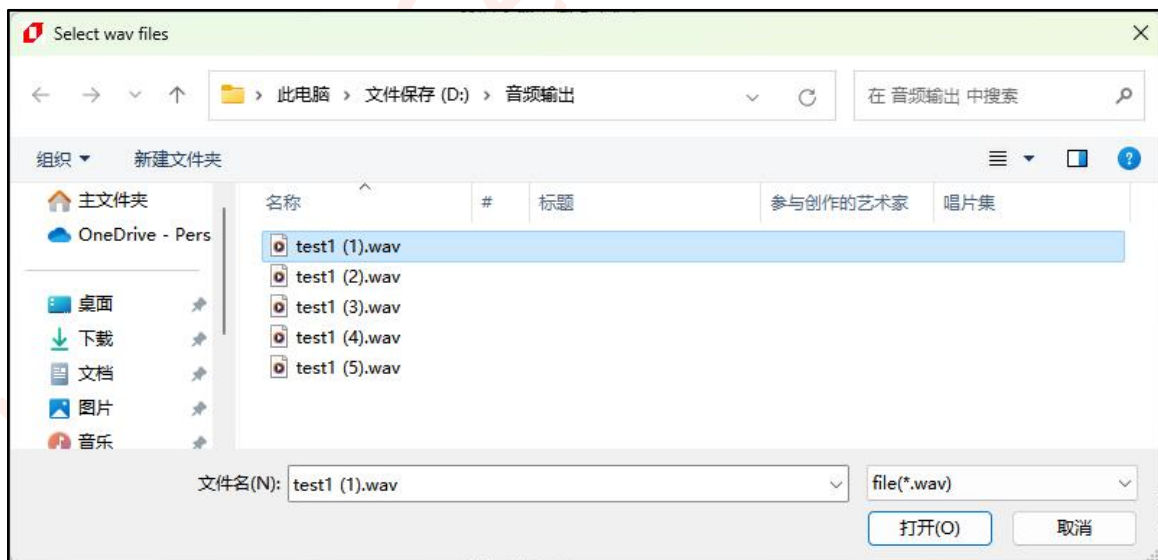 Select wav files
此电脑 > 文件保存 (D:) > 音频输出
在 音频输出 中搜索
组织
新建文件夹
主文件夹
OneDrive - Pers
桌面
下载
文档
图片
音乐
名称 # 标题 参与创作的艺术家 唱片集
test1 (1).wav
test1 (2).wav
test1 (3).wav
test1 (4).wav
test1 (5).wav
文件名(N): test1 (1).wav
file(*.wav)
打开(O)
取消